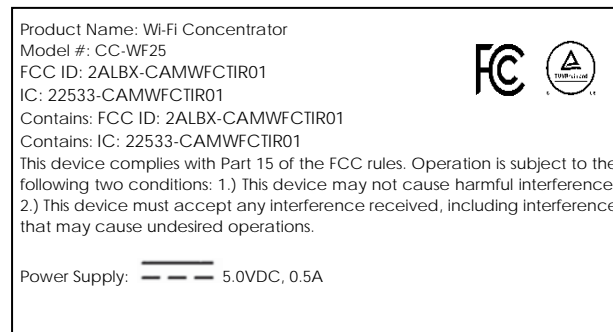 Product Name: Wi-Fi Concentrator
Model #: CC-WF25
FCC ID: 2ALBX-CAMWFCTIR01
IC: 22533-CAMWFCTIR01
Contains: FCC ID: 2ALBX-CAMWFCTIR01
Contains: IC: 22533-CAMWFCTIR01
FC
This device complies with Part 15 of the FCC rules. Operation is subject to the
following two conditions: 1.) This device may not cause harmful interference
2.) This device must accept any interference received, including interference
that may cause undesired operations.
Power Supply: 5.0VDC, 0.5A